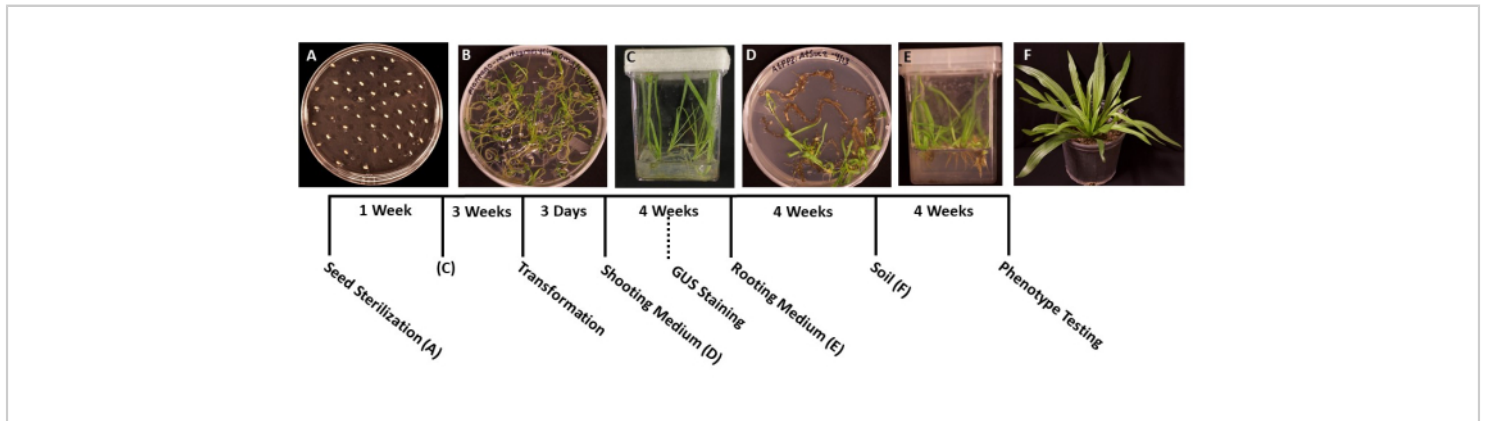 A
B
C
D
E
F
1 Week
3 Weeks
3 Days
4 Weeks
4 Weeks
4 Weeks
Seed Sterilization (A)
(C)
Transformation
Shooting Medium (D)
GUS Staining
Rooting Medium (E)
Soil (F)
Phenotype Testing